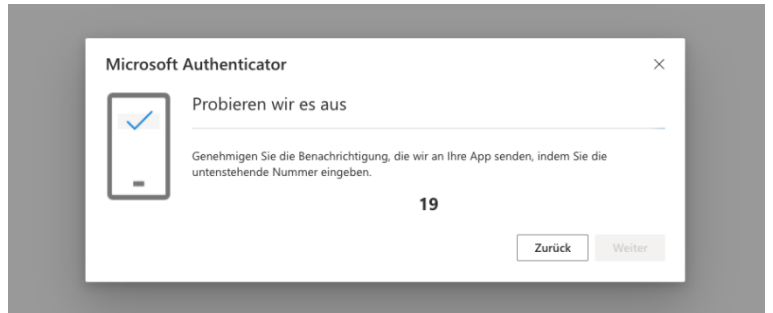 Microsoft Authenticator
Probieren wir es aus
Genehmigen Sie die Benachrichtigung, die wir an Ihre App senden, indem Sie die
untenstehende Nummer eingeben.
19
Zurück
Weiter